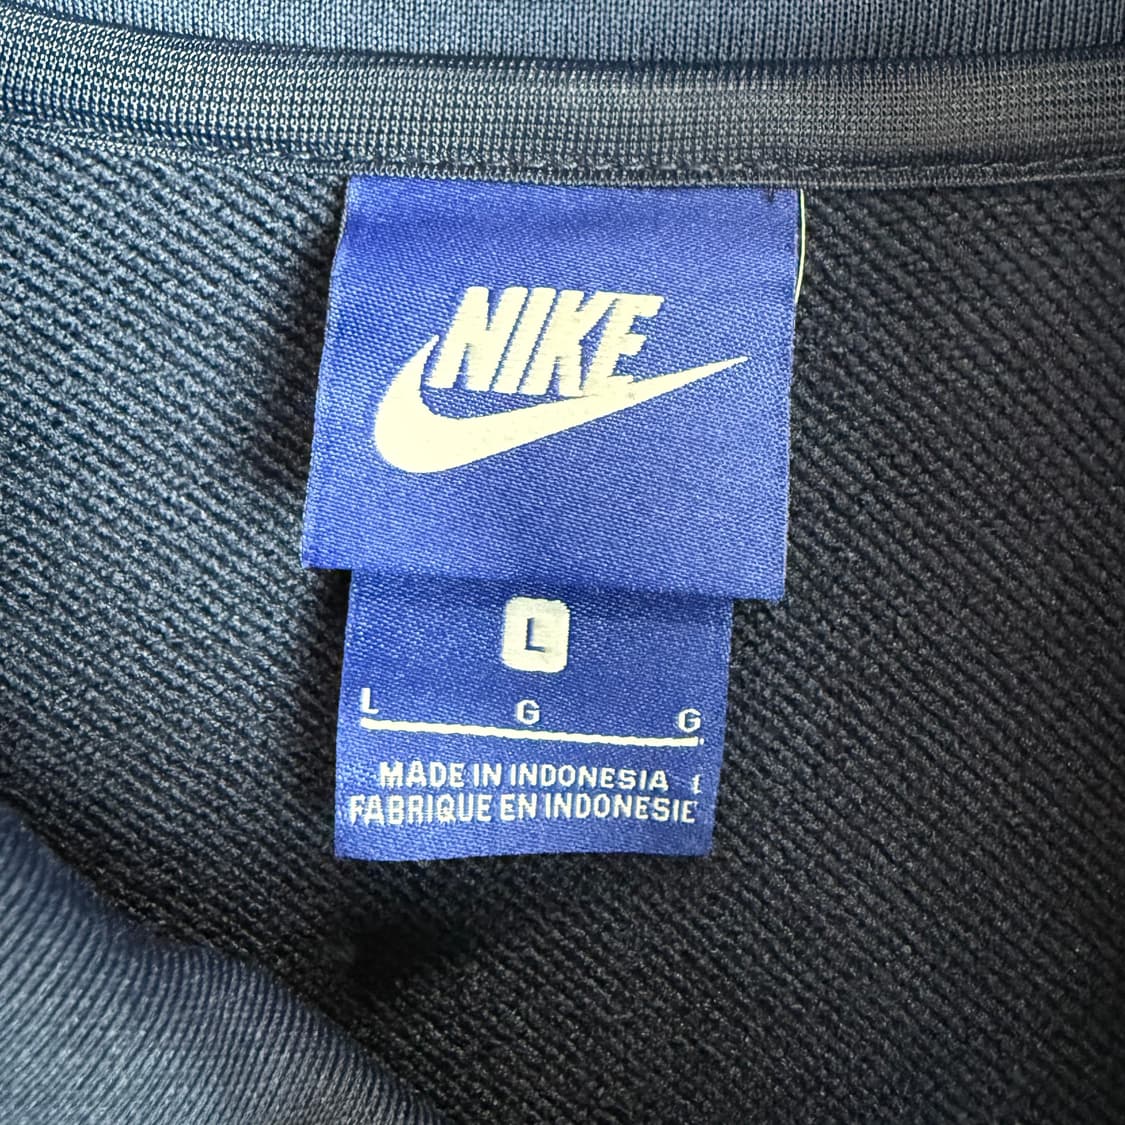 NIKE
L
L G G
MADE IN INDONESIA
FABRIQUE EN INDONESIE